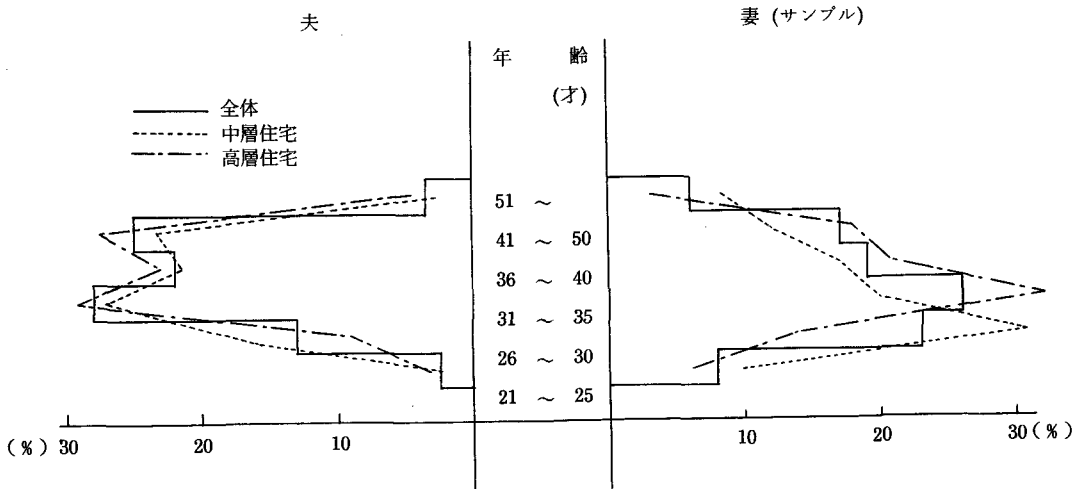 夫
妻 (サンプル)
年 齢
(才)
全体
中層住宅
高層住宅
51 ~
41 ~ 50
36 ~ 40
31 ~ 35
26 ~ 30
21 ~ 25
(%) 30 20 10
10 20 30 (%)